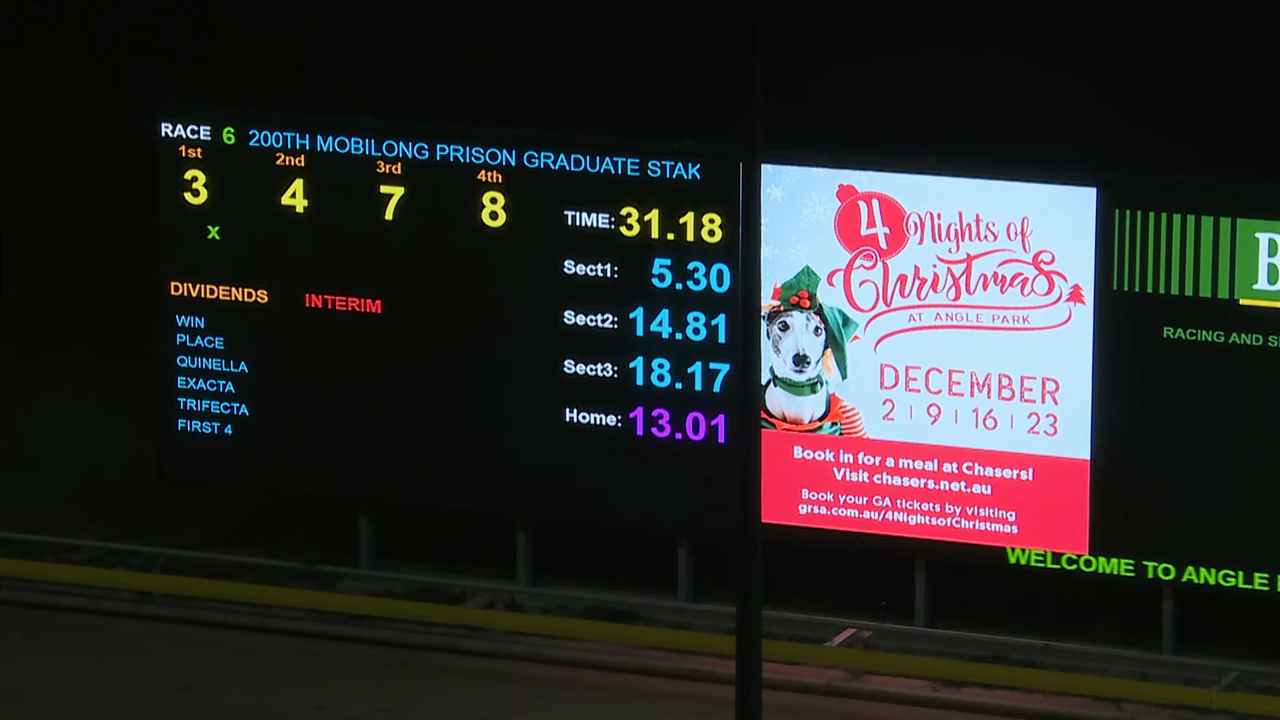 RACE 6 200TH MOBILONG PRISON GRADUATE STAK
1st 2nd 3rd 4th
3 4 7 8
x
TIME: 31.18
Sect1: 5.30
Sect2: 14.81
Sect3: 18.17
Home: 13.01
DIVIDENDS INTERIM
WIN
PLACE
QUINELLA
EXACTA
TRIFECTA
FIRST 4
4 Nights of
Christmas
AT ANGLE PARK
DECEMBER
2 | 9 | 16 | 23
Book in for a meal at Chasers!
Visit chasers.net.au
Book your GA tickets by visiting
grsa.com.au/4NightsofChristmas
RACING AND
WELCOME TO ANGLE